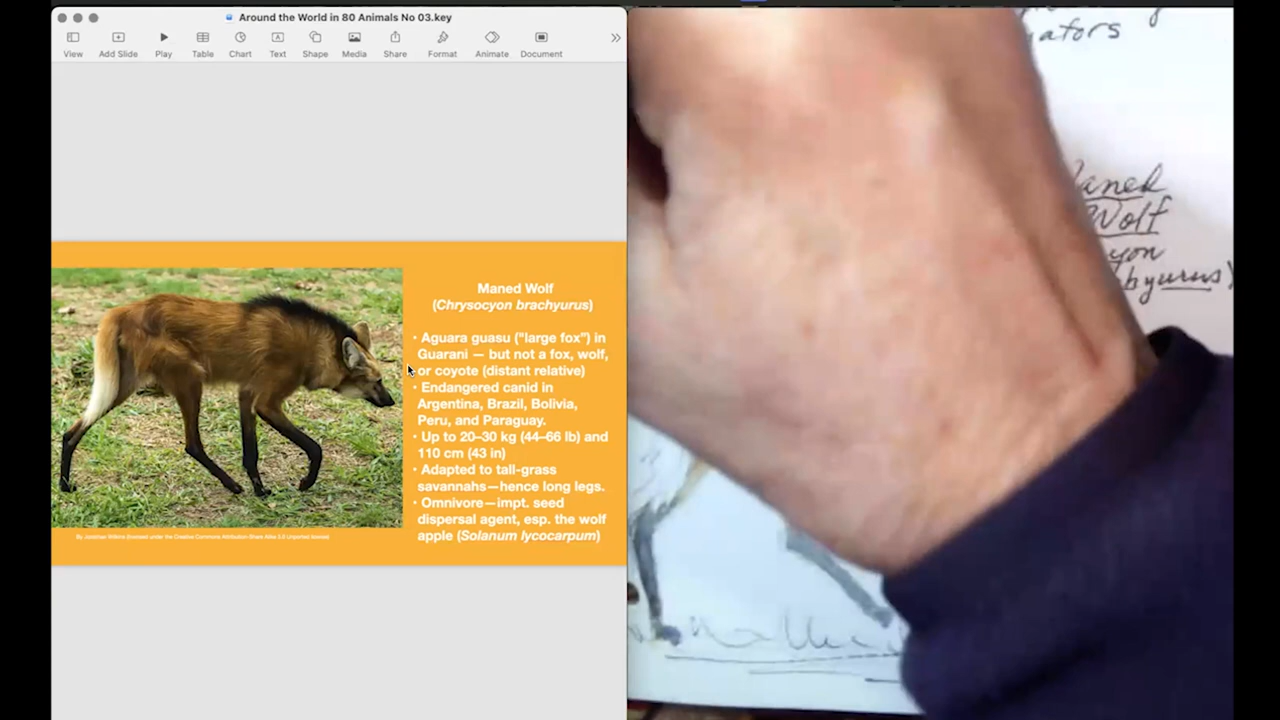 Around the World in 80 Animals No 03.key
View Add Slide Play Table Chart Text Shape Media Share Format Animate Document
Maned Wolf
(Chrysocyon brachyurus)
• Aguara guasu ("large fox") in
Guarani — but not a fox, wolf,
or coyote (distant relative)
• Endangered canid in
Argentina, Brazil, Bolivia,
Peru, and Paraguay.
• Up to 20–30 kg (44–66 lb) and
110 cm (43 in)
• Adapted to tall-grass
savannahs—hence long legs.
• Omnivore—impt. seed
dispersal agent, esp. the wolf
apple (Solanum lycocarpum)
ators
aned
Wolf
yon
hyurus)